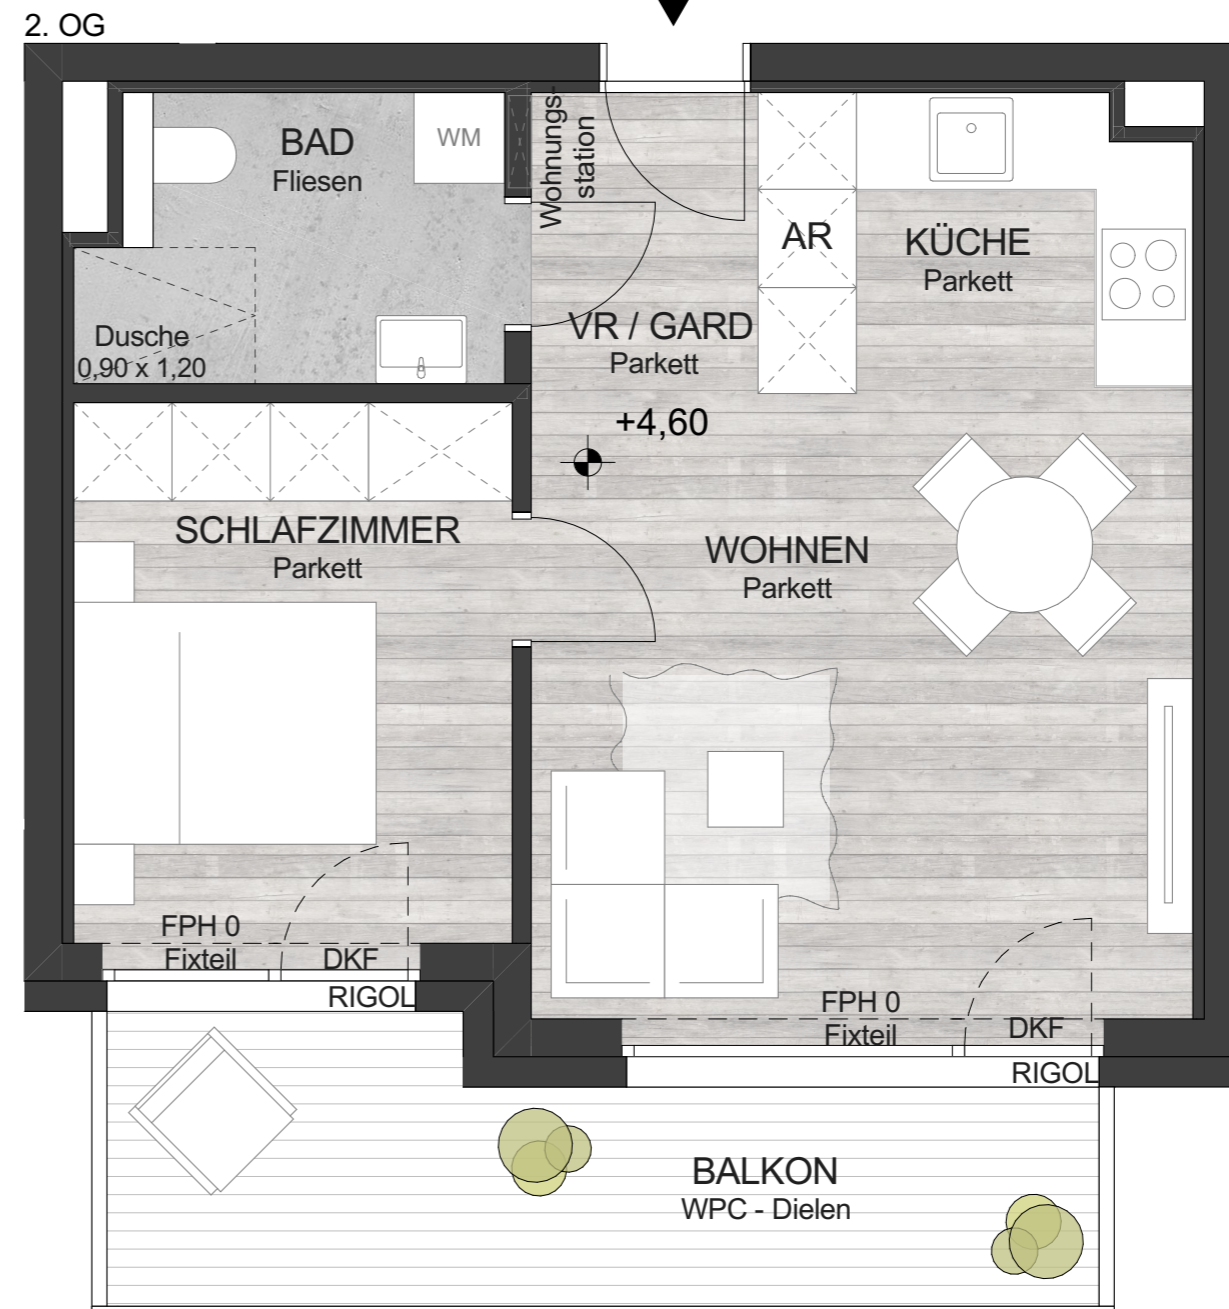 2. OG
BAD
Fliesen
WM
Wohnungs-
station
AR
KÜCHE
Parkett
Dusche
0,90 x 1,20
VR / GARD
Parkett
+4,60
SCHLAFZIMMER
Parkett
WOHNEN
Parkett
FPH 0
Fixteil
DKF
RIGOL
FPH 0
Fixteil
DKF
RIGOL
BALKON
WPC - Dielen